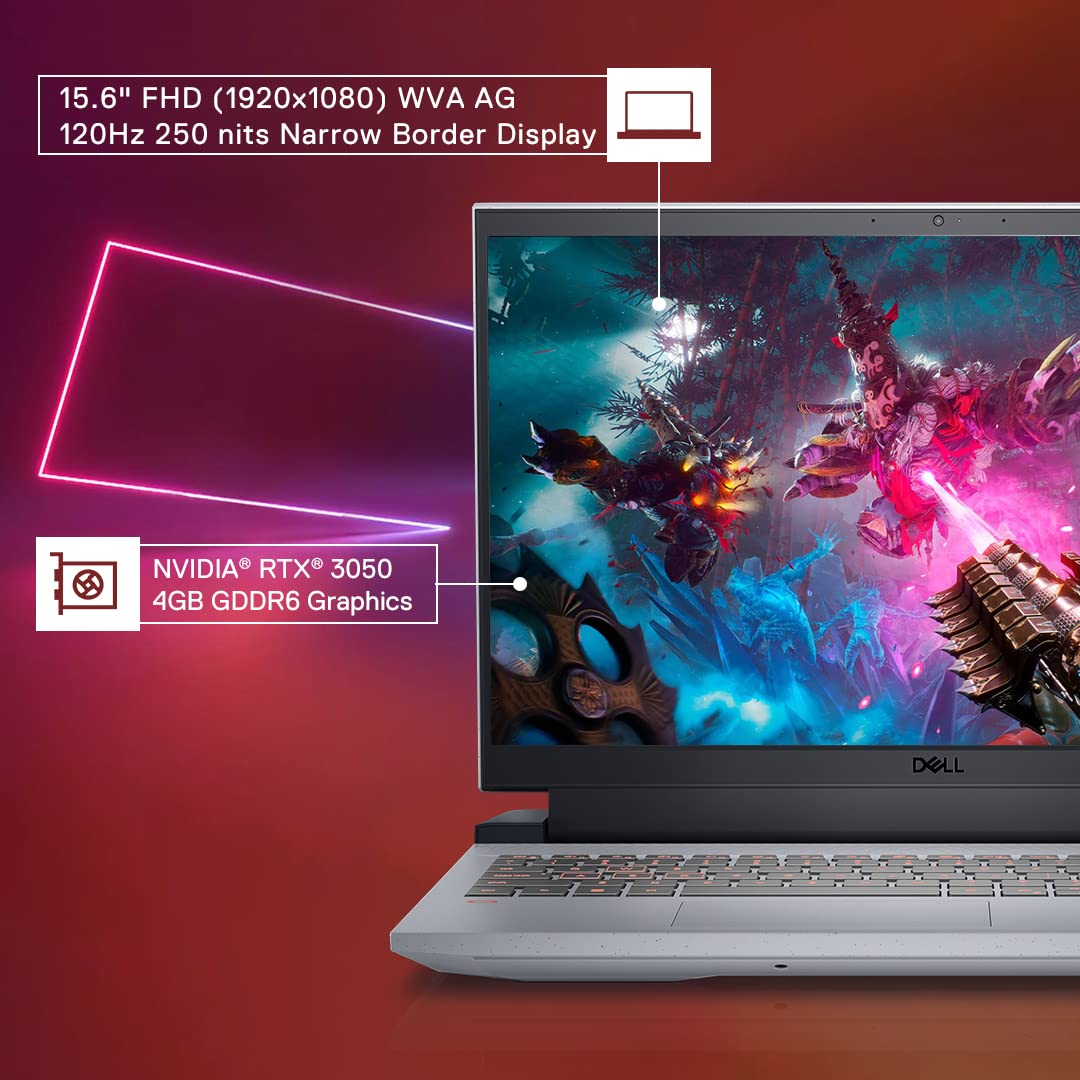 15.6" FHD (1920x1080) WVA AG
120Hz 250 nits Narrow Border Display
NVIDIA® RTX® 3050
4GB GDDR6 Graphics
DELL